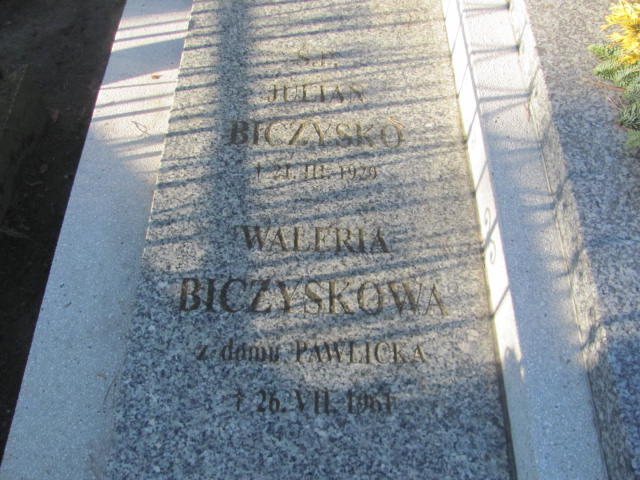 Ś.P.
JULIAN
BICZYSKO
† 21. III. 1929
WALERIA
BICZYSKOWA
z domu PAWLICKA
† 26. VII. 1961